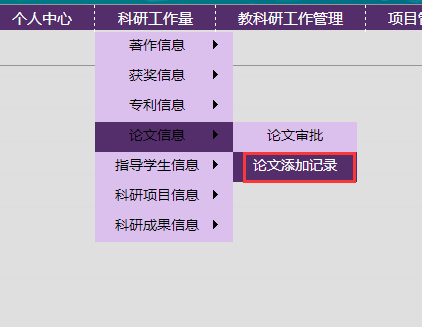 个人中心 科研工作量 教科研工作管理 项目
著作信息
获奖信息
专利信息
论文信息 论文审批
指导学生信息 论文添加记录
科研项目信息
科研成果信息